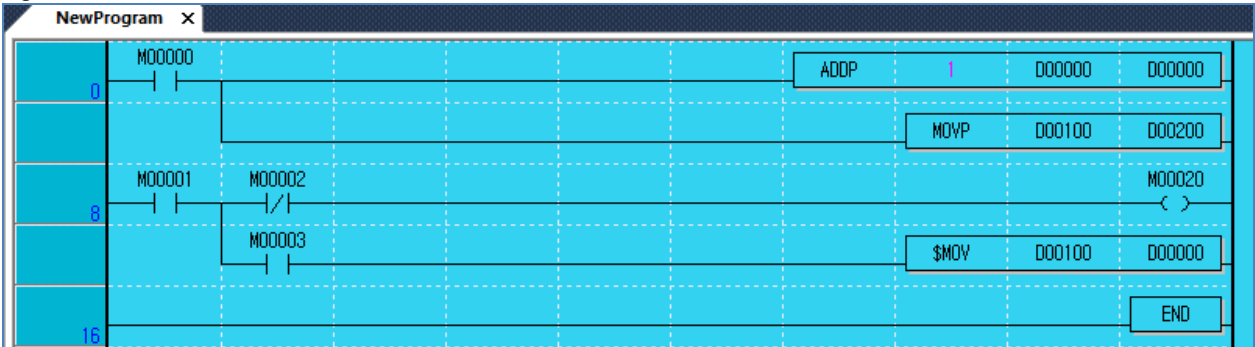 NewProgram X
M00000
ADDP 1 D00000 D00000
0
MOVP D00100 D00200
M00001 M00002 M00020
8
M00003
$MOV D00100 D00000
END
16